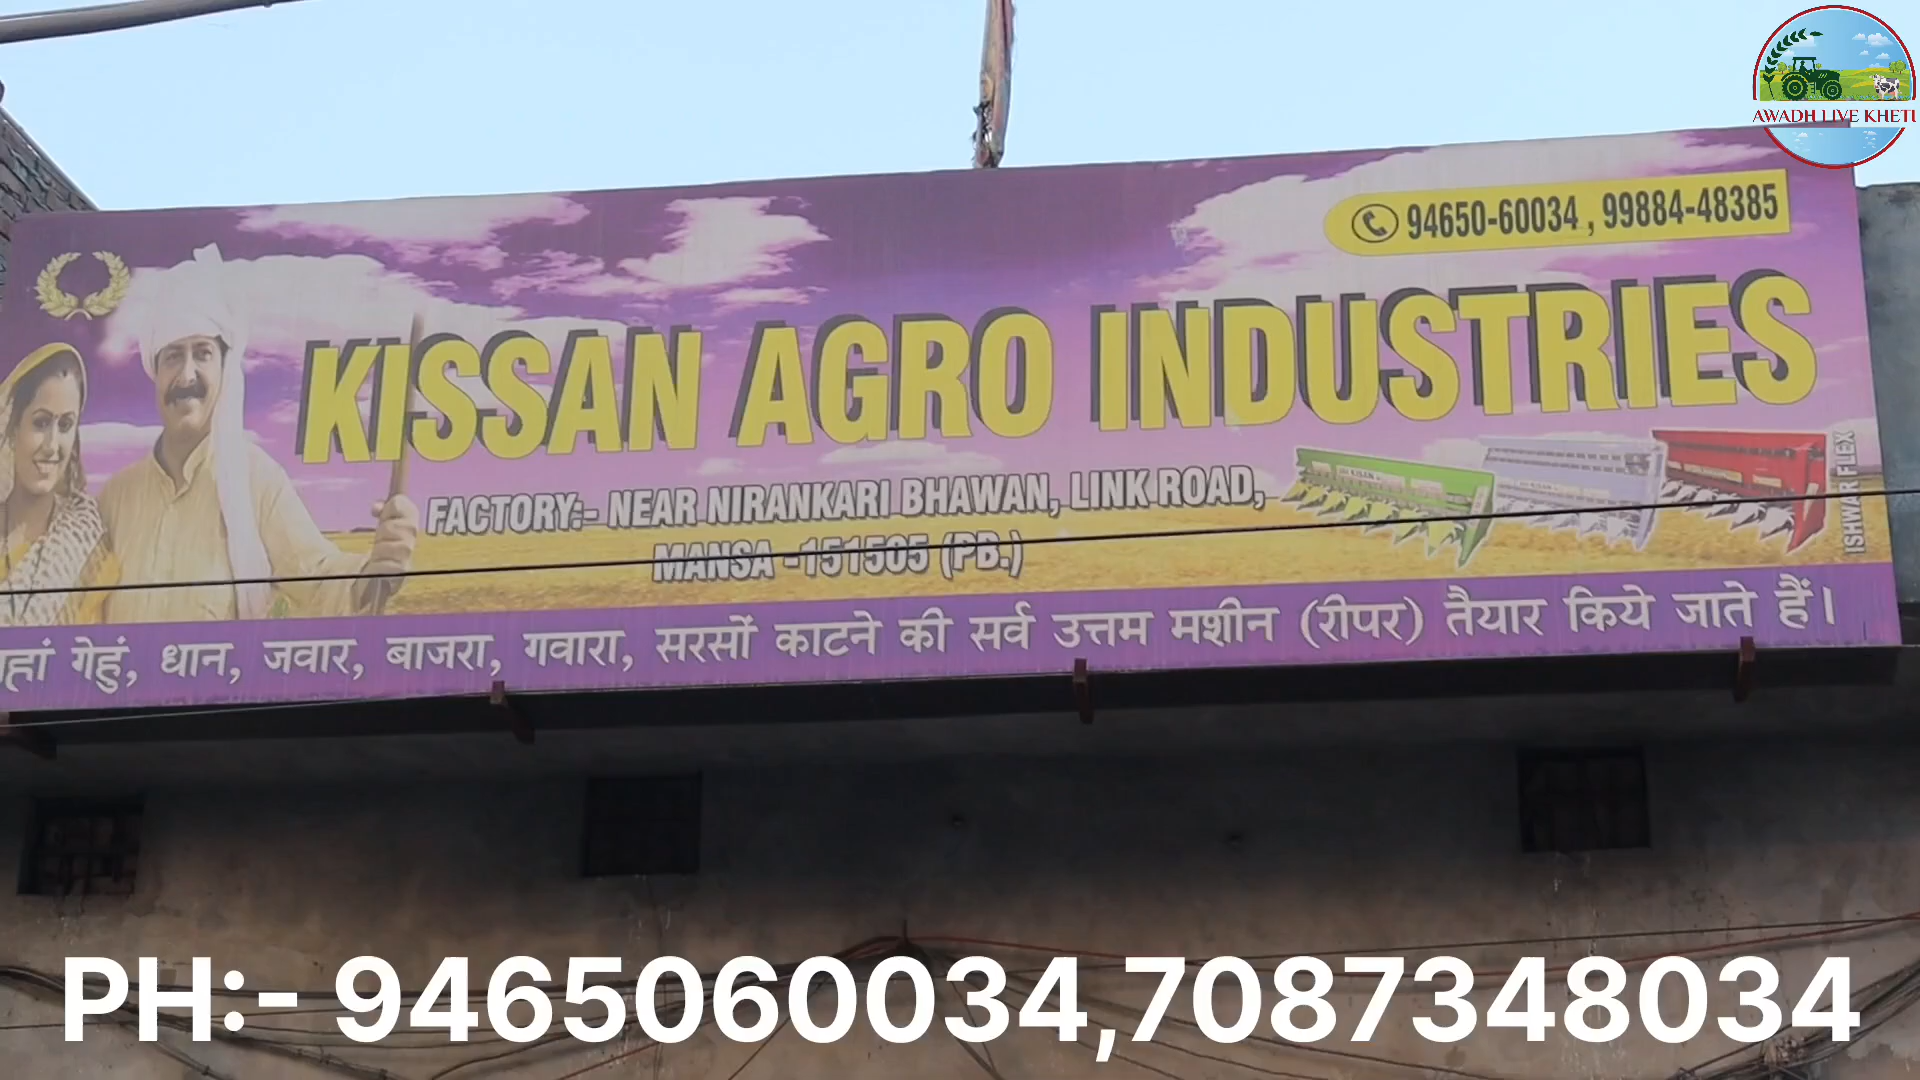 AWADH LIVE KHETI
94650-60034 , 99884-48385
KISSAN AGRO INDUSTRIES
FACTORY:- NEAR NIRANKARI BHAWAN, LINK ROAD,
MANSA -151505 (PB.)
ISHWAR FLEX
गेहुं, धान, जवार, बाजरा, गवारा, सरसों काटने की सर्व उत्तम मशीन (रीपर) तैयार किये जाते हैं।
PH:- 9465060034,7087348034